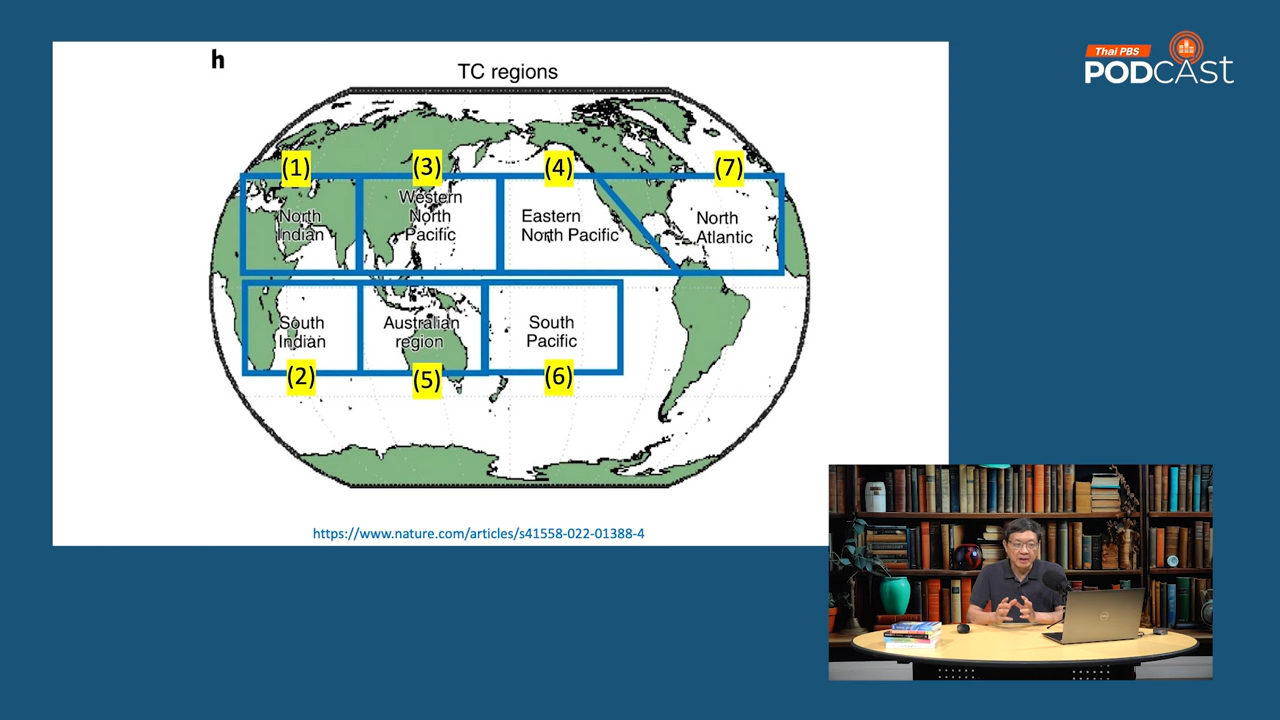 h
TC regions
Thai PBS
PODCAST
(1)
(3)
(4)
(7)
North
Indian
Western
North
Pacific
Eastern
North Pacific
North
Atlantic
South
Indian
Australian
region
South
Pacific
(2)
(5)
(6)
https://www.nature.com/articles/s41558-022-01388-4